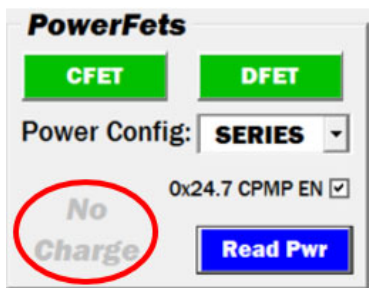 PowerFets
CFET DFET
Power Config: SERIES
0x24.7 CPMP EN
No
Charge
Read Pwr